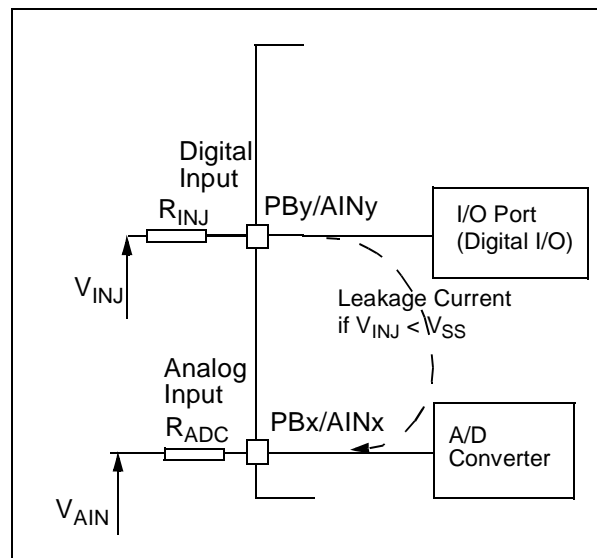 Digital
Input
PBy/AINy
R_INJ
I/O Port
(Digital I/O)
V_INJ
Leakage Current
if V_INJ < V_SS
Analog
Input
PBx/AINx
R_ADC
A/D
Converter
V_AIN